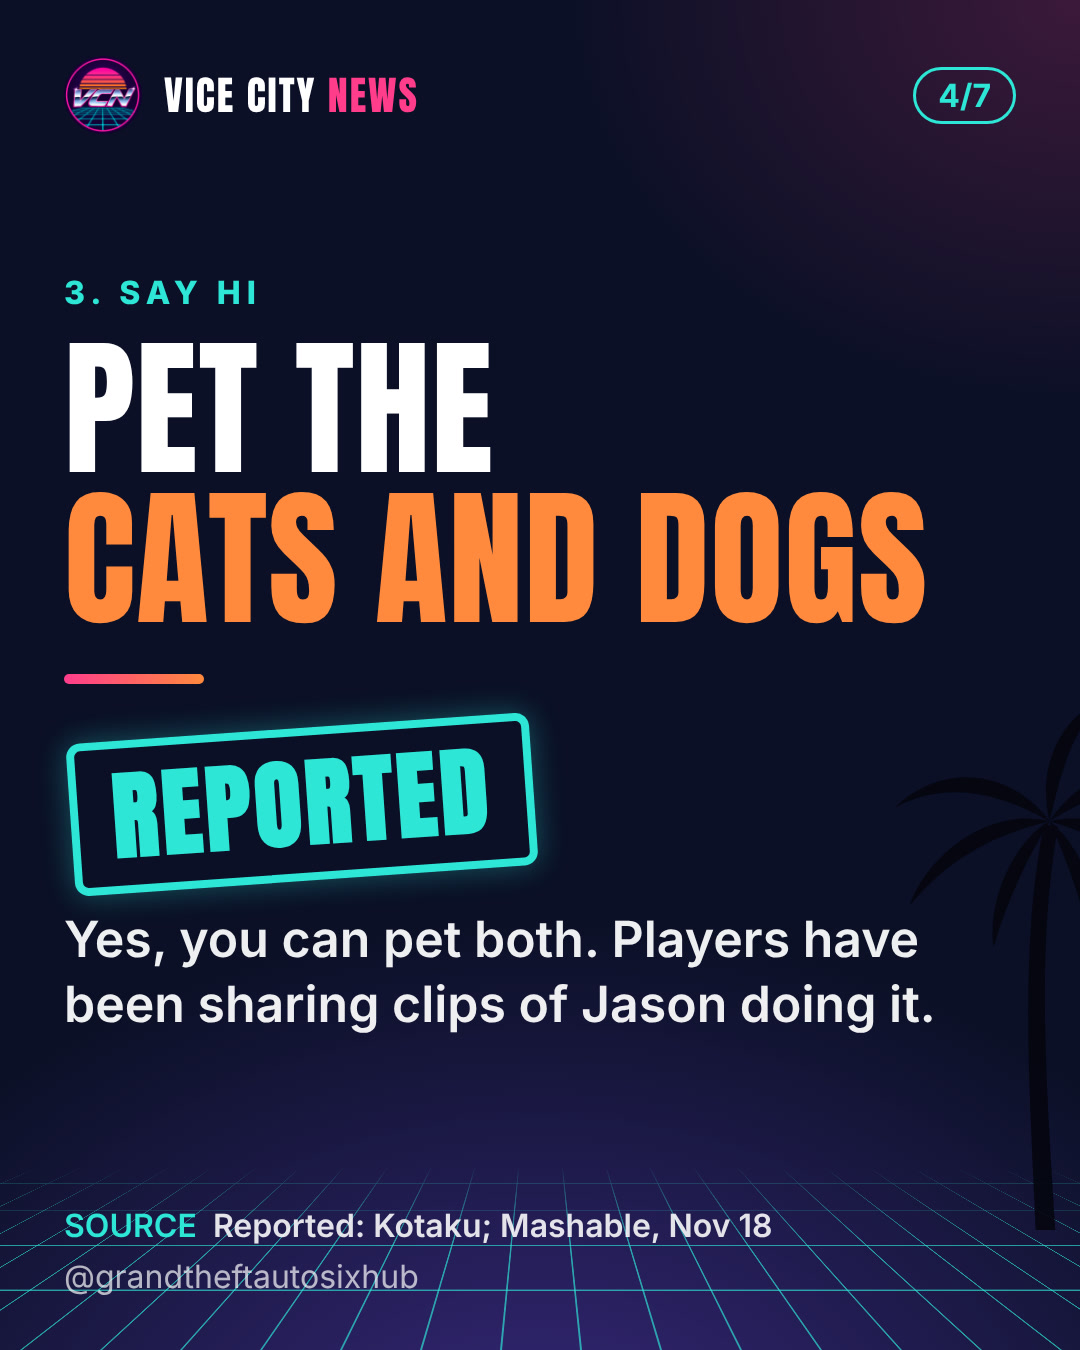 VCN
VICE CITY NEWS
4/7
3. SAY HI
PET THE
CATS AND DOGS
REPORTED
Yes, you can pet both. Players have
been sharing clips of Jason doing it.
SOURCE Reported: Kotaku; Mashable, Nov 18
@grandtheftautosixhub